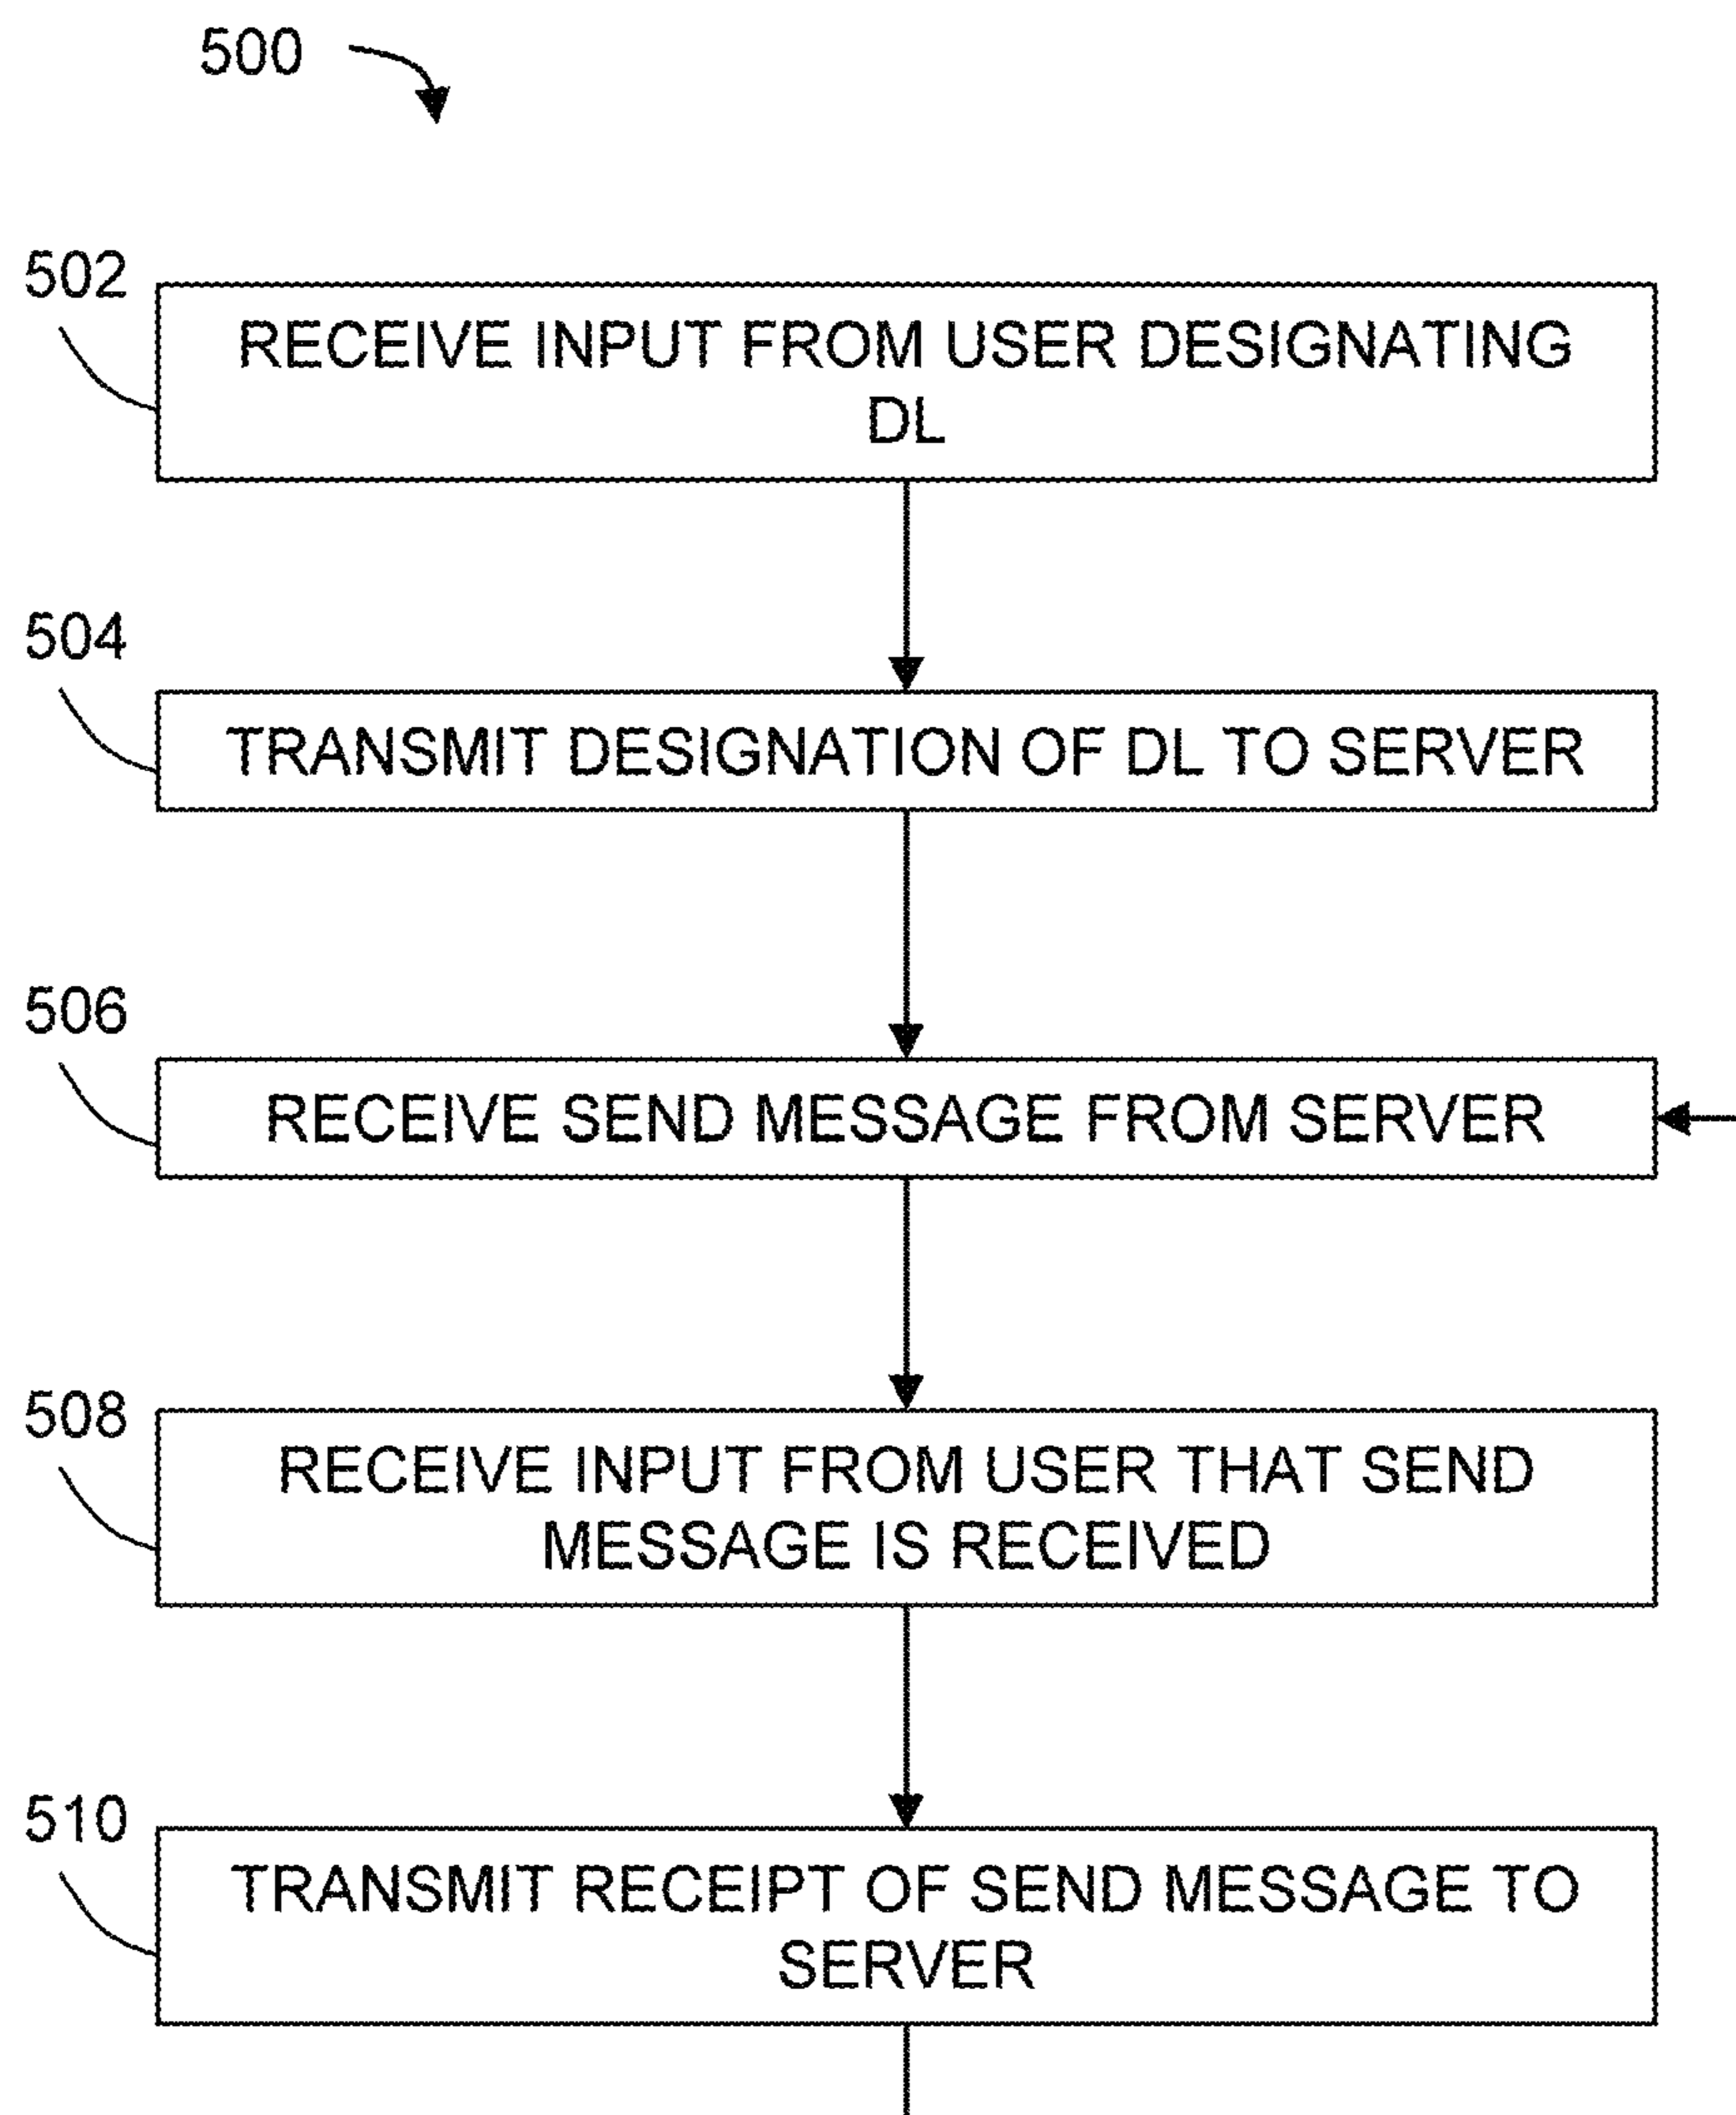 500
502
RECEIVE INPUT FROM USER DESIGNATING
DL
504
TRANSMIT DESIGNATION OF DL TO SERVER
506
RECEIVE SEND MESSAGE FROM SERVER
508
RECEIVE INPUT FROM USER THAT SEND
MESSAGE IS RECEIVED
510
TRANSMIT RECEIPT OF SEND MESSAGE TO
SERVER